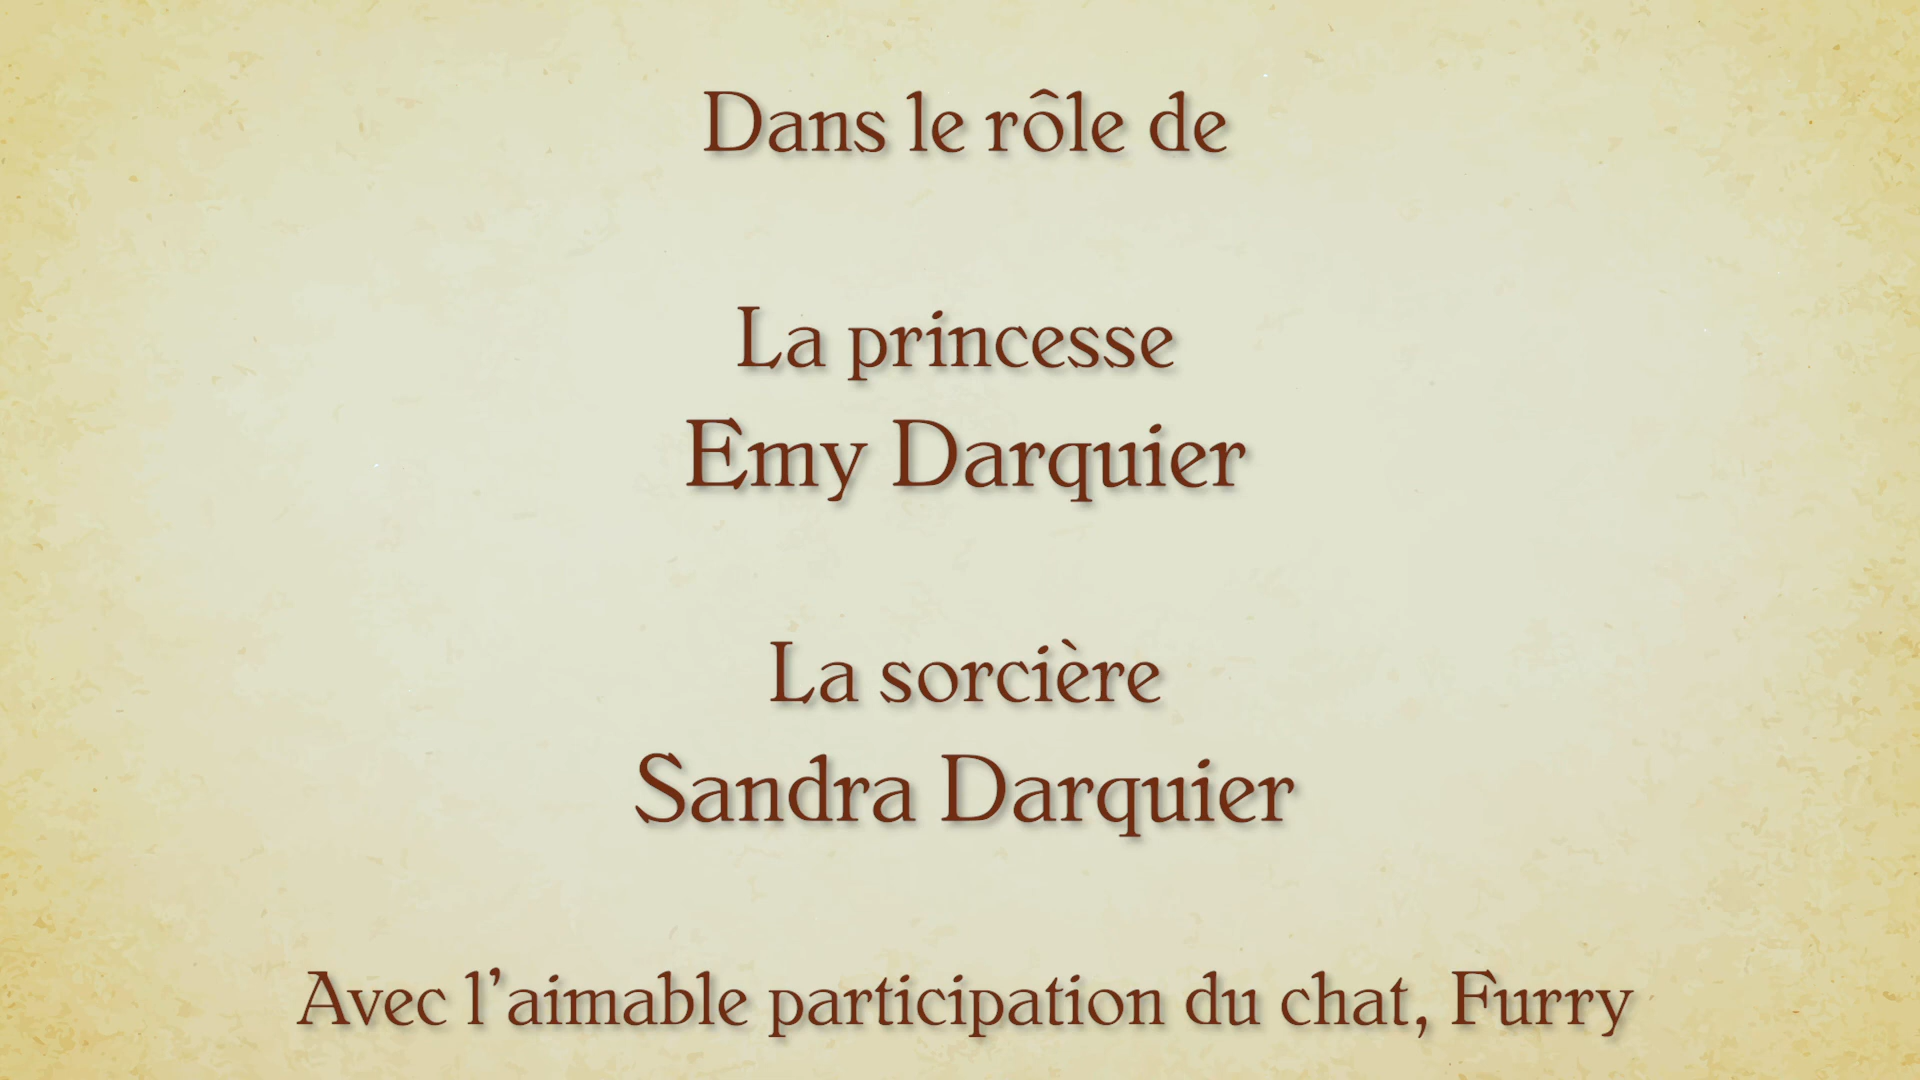 Dans le rôle de
La princesse
Emy Darquier
La sorcière
Sandra Darquier
Avec l’aimable participation du chat, Furry